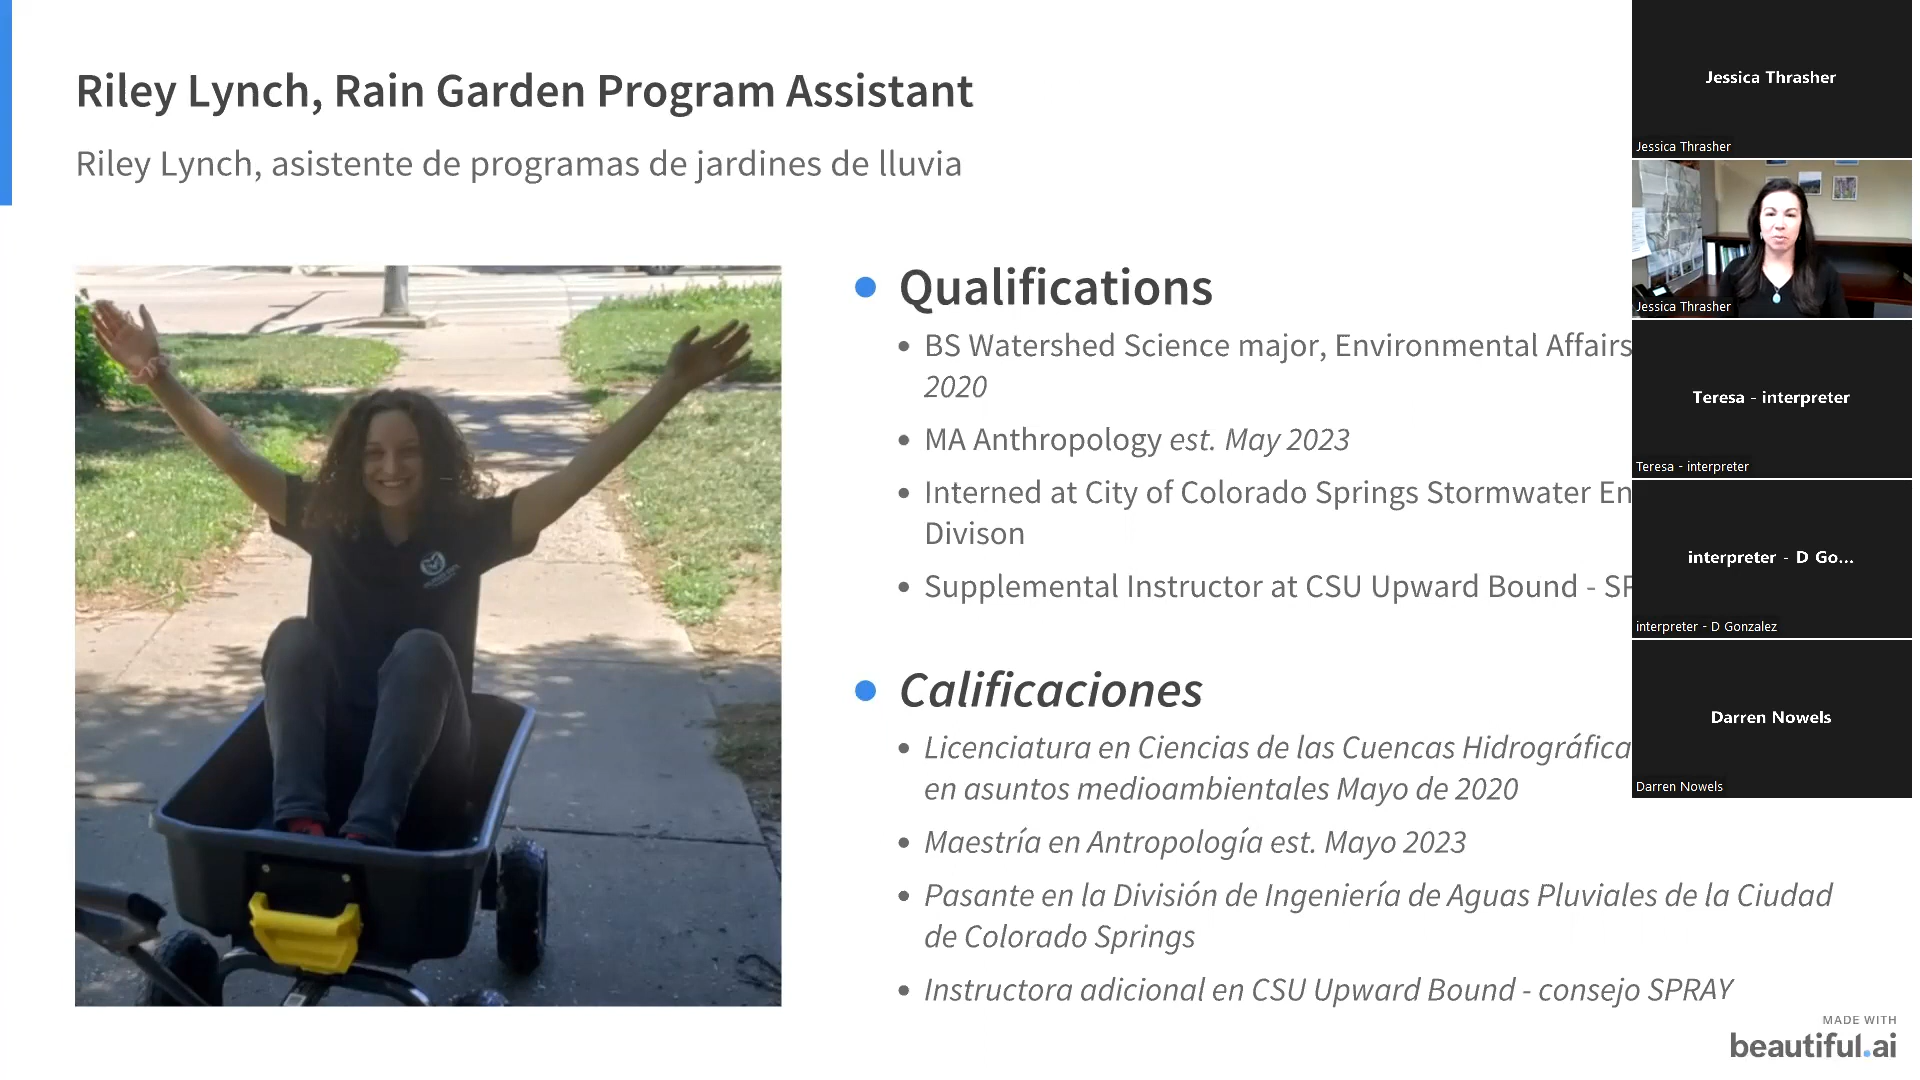 Riley Lynch, Rain Garden Program Assistant
Riley Lynch, asistente de programas de jardines de lluvia
Qualifications
BS Watershed Science major, Environmental Affairs
2020
MA Anthropology est. May 2023
Interned at City of Colorado Springs Stormwater En
Divison
Supplemental Instructor at CSU Upward Bound -
Calificaciones
Licenciatura en Ciencias de las Cuencas Hidrográfica
en asuntos medioambientales Mayo de 2020
Maestría en Antropología est. Mayo 2023
Pasante en la División de Ingeniería de Aguas Pluviales de la Ciudad
de Colorado Springs
Instructora adicional en CSU Upward Bound - consejo SPRAY
MADE WITH
beautiful.ai
Jessica Thrasher
Jessica Thrasher
Jessica Thrasher
Teresa - interpreter
Teresa - interpreter
interpreter - D Go...
interpreter - D Gonzalez
Darren Nowels
Darren Nowels